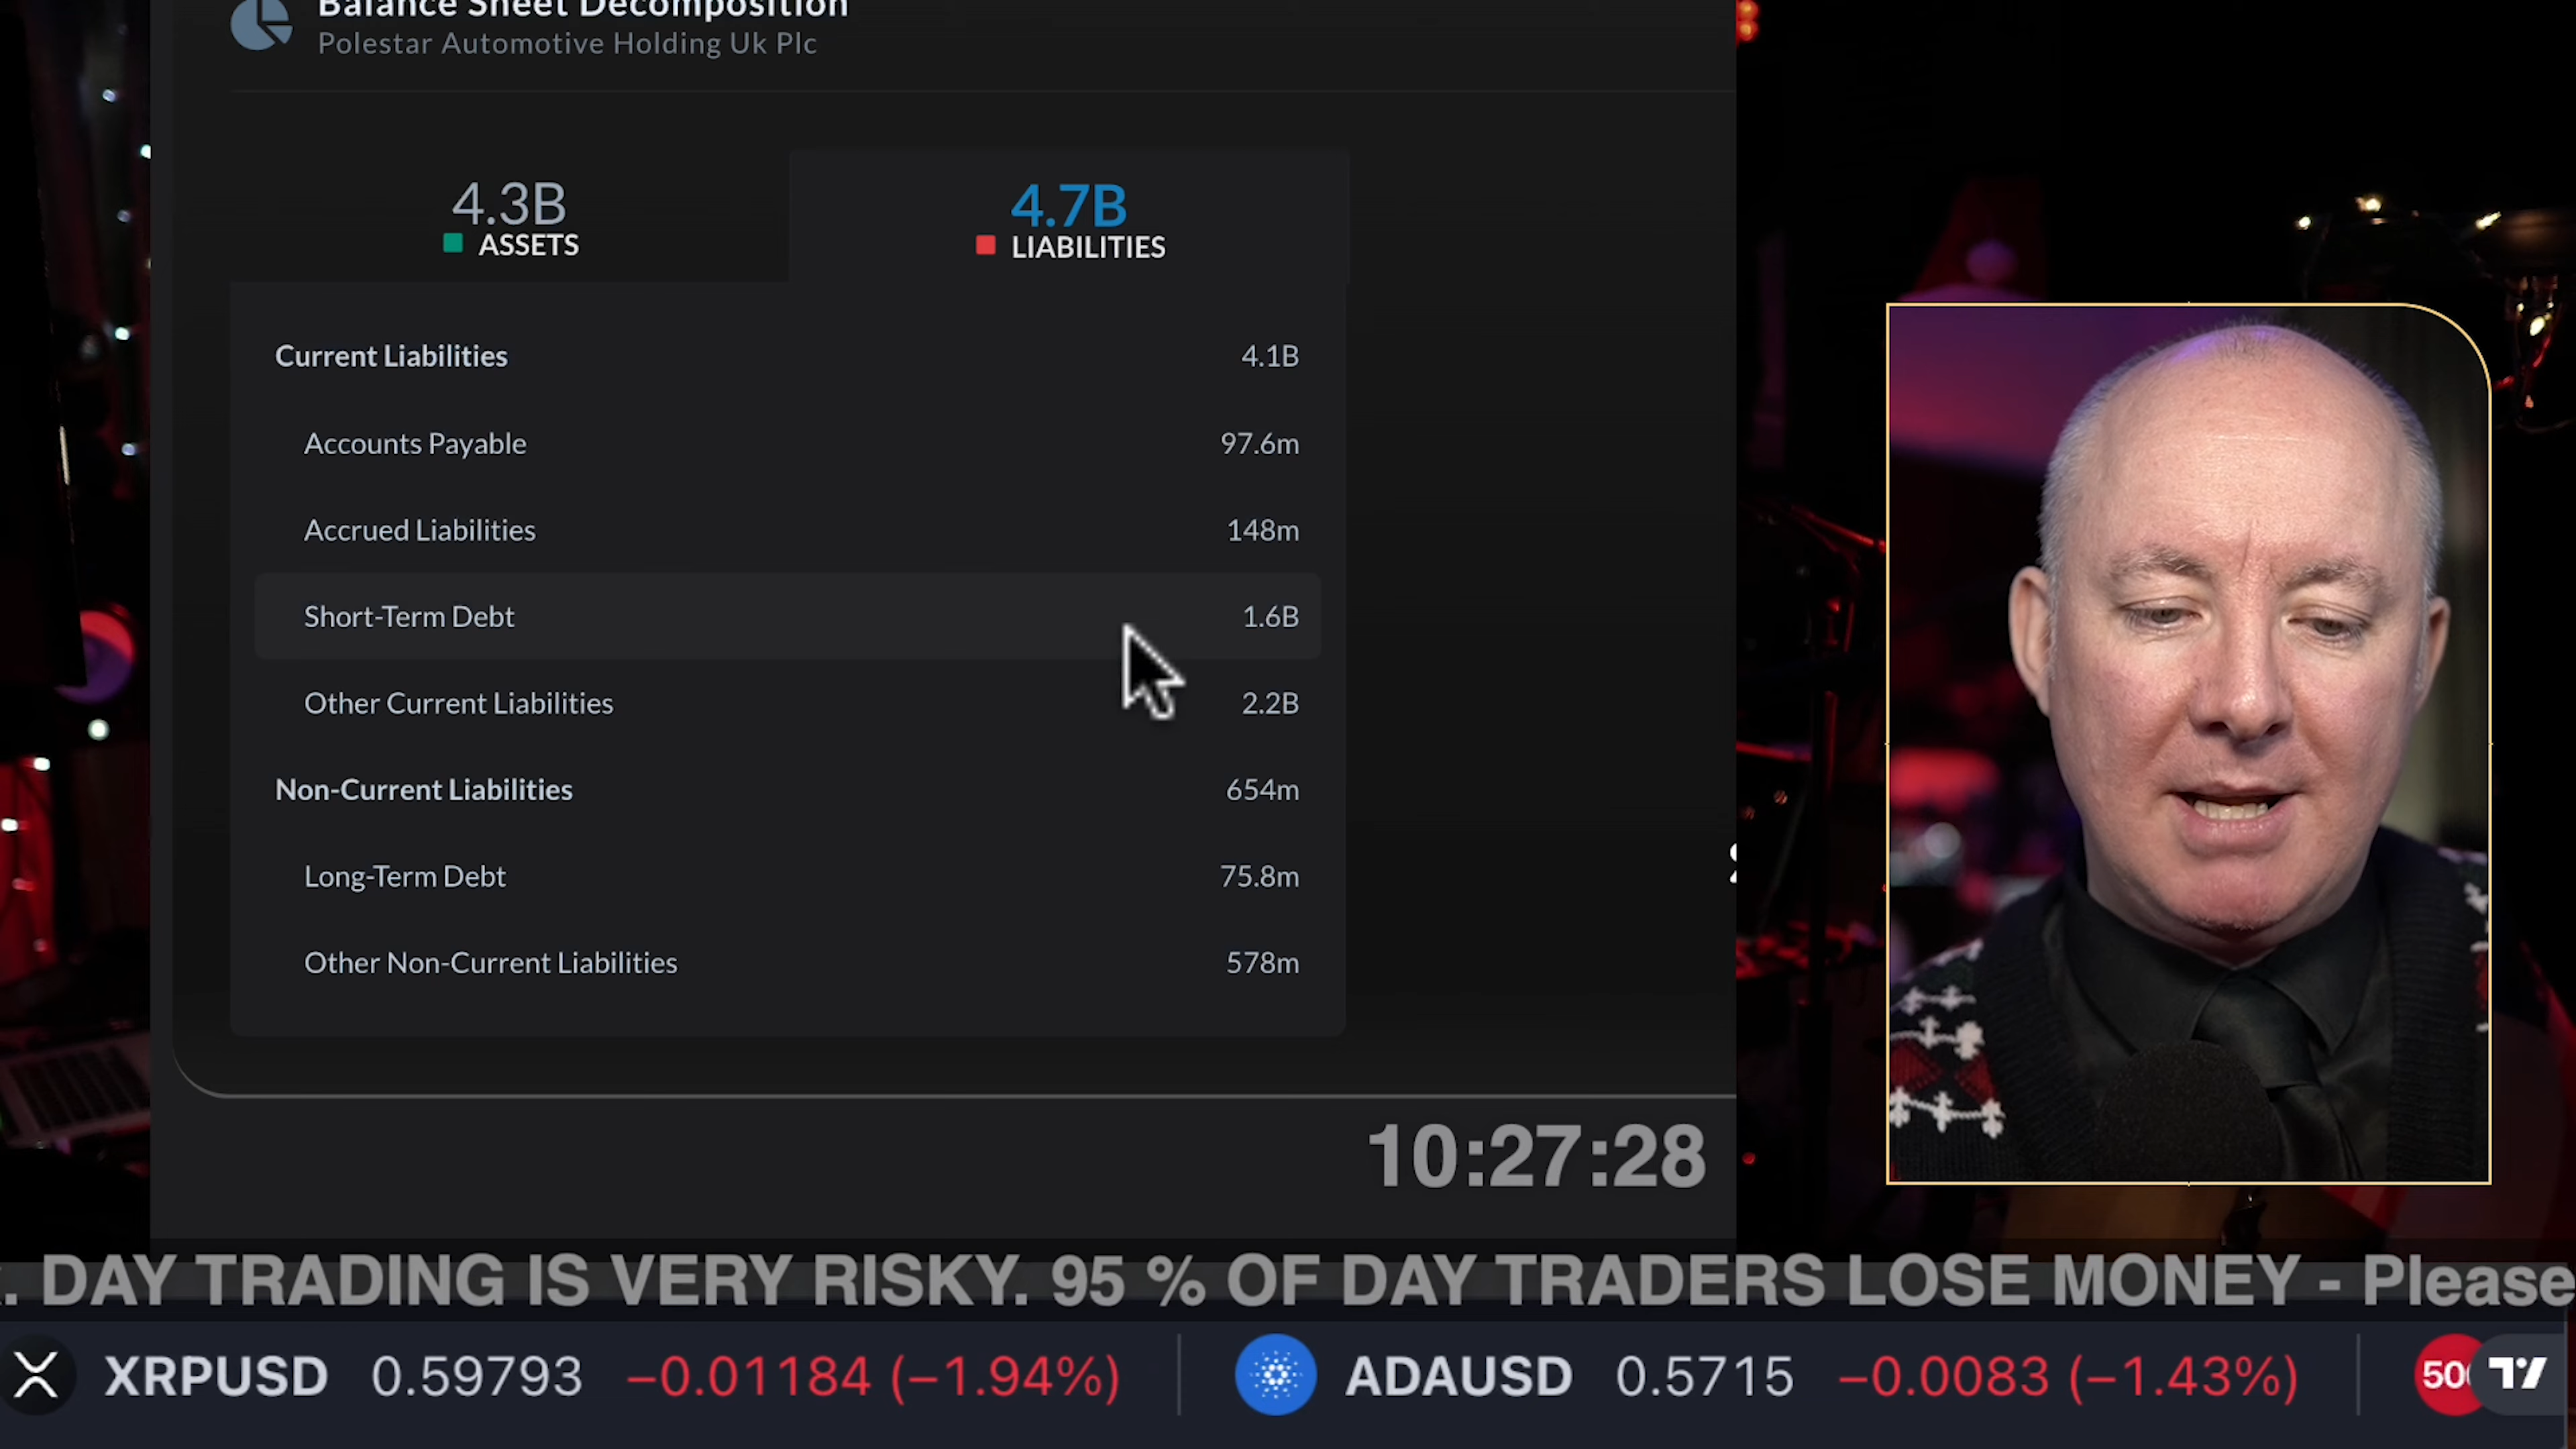 Balance Sheet Decomposition
Polestar Automotive Holding Uk Plc
4.3B
ASSETS
4.7B
LIABILITIES
Current Liabilities 4.1B
Accounts Payable 97.6m
Accrued Liabilities 148m
Short-Term Debt 1.6B
Other Current Liabilities 2.2B
Non-Current Liabilities 654m
Long-Term Debt 75.8m
Other Non-Current Liabilities 578m
10:27:28
. DAY TRADING IS VERY RISKY. 95 % OF DAY TRADERS LOSE MONEY - Please
XRPUSD 0.59793 −0.01184 (−1.94%) ADAUSD 0.5715 −0.0083 (−1.43%)